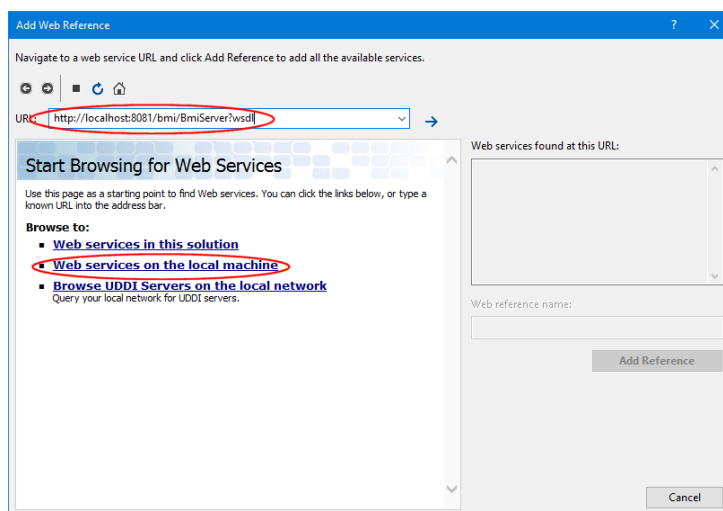 Add Web Reference
Navigate to a web service URL and click Add Reference to add all the available services.
URL: http://localhost:8081/bmi/BmiServer?wsdl
Start Browsing for Web Services
Use this page as a starting point to find Web services. You can click the links below, or type a
known URL into the address bar.
Browse to:
Web services in this solution
Web services on the local machine
Browse UDDI Servers on the local network
Query your local network for UDDI servers.
Web services found at this URL:
Web reference name:
Add Reference
Cancel